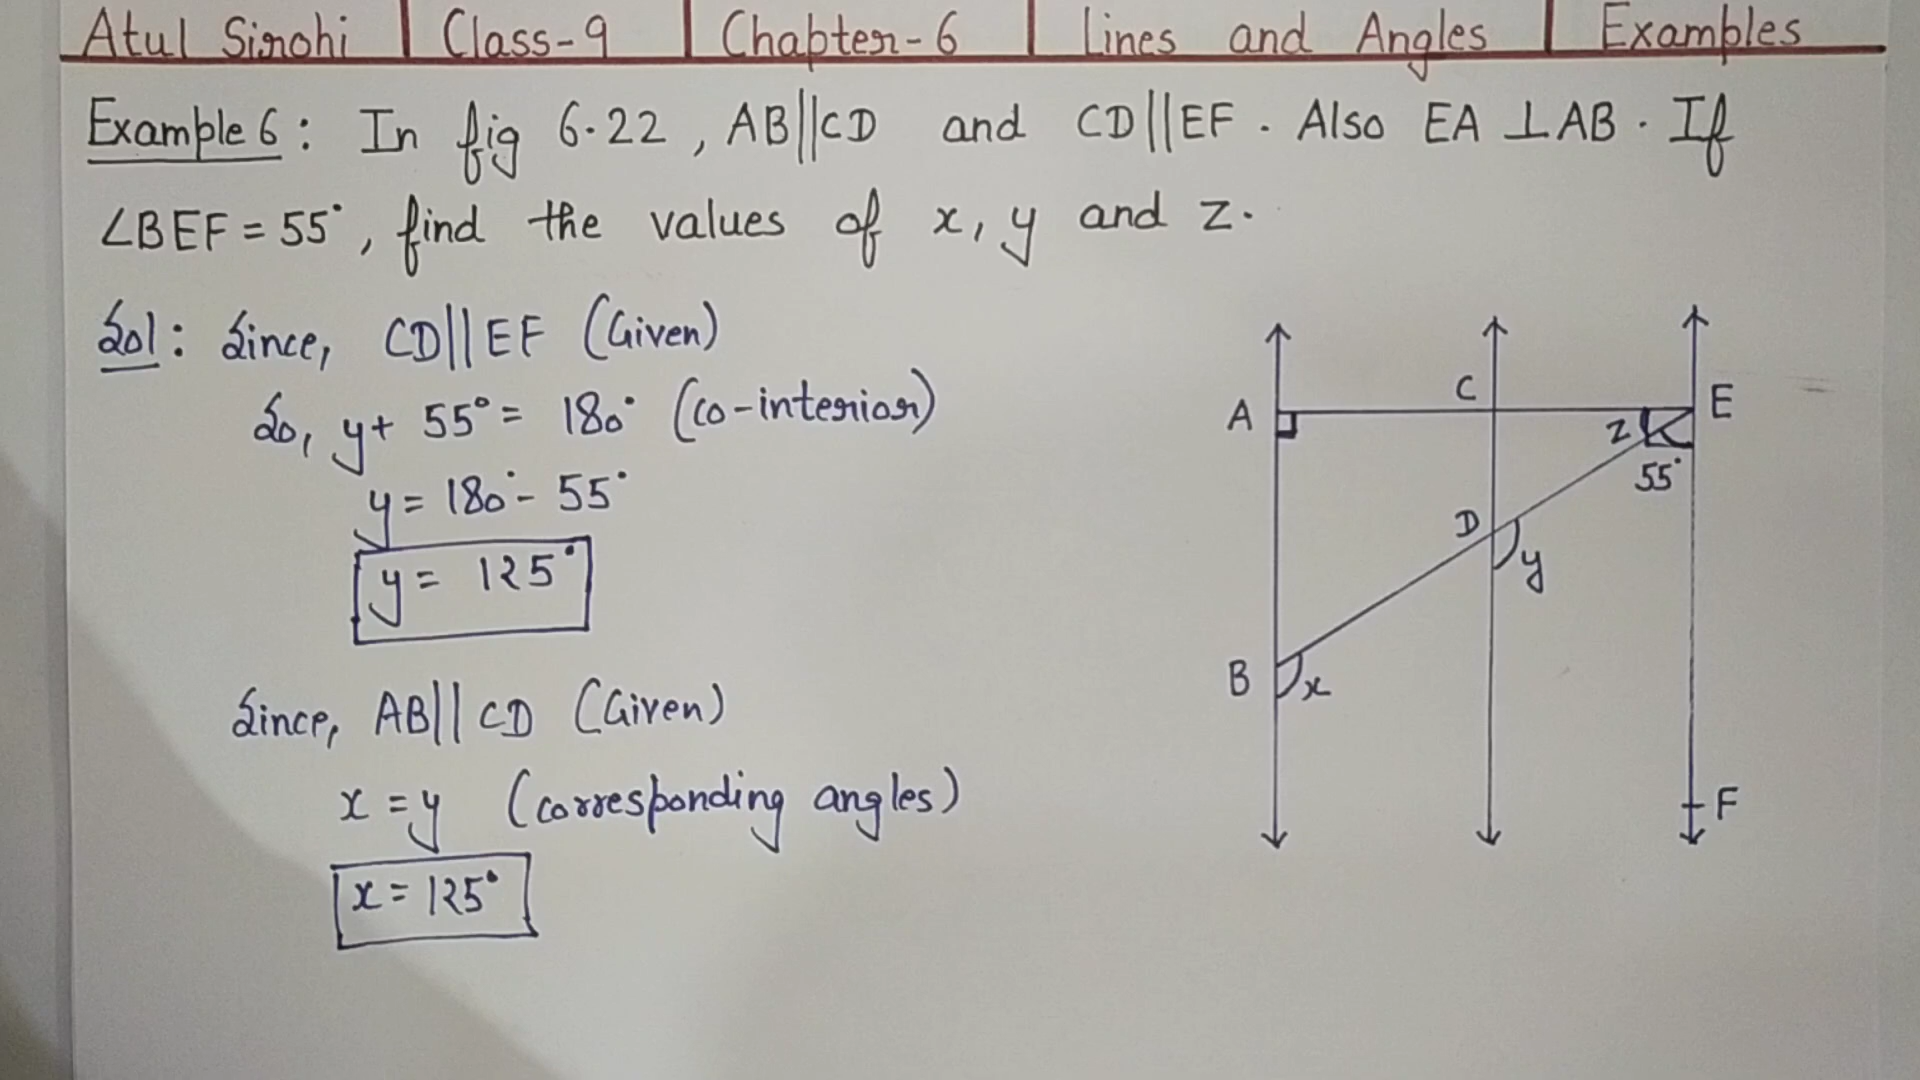 Atul Sirohi | Class-9 | Chapter-6 | Lines and Angles | Examples
Example 6: In fig 6.22, AB||CD and CD||EF. Also EA ⊥ AB. If
∠BEF = 55°, find the values of x, y and z.
Sol: Since, CD||EF (Given)
So, y + 55° = 180° (co-interior)
y = 180° - 55°
y = 125°
Since, AB||CD (Given)
x = y (corresponding angles)
x = 125°
A
C
E
z
55°
D
y
B
x
F